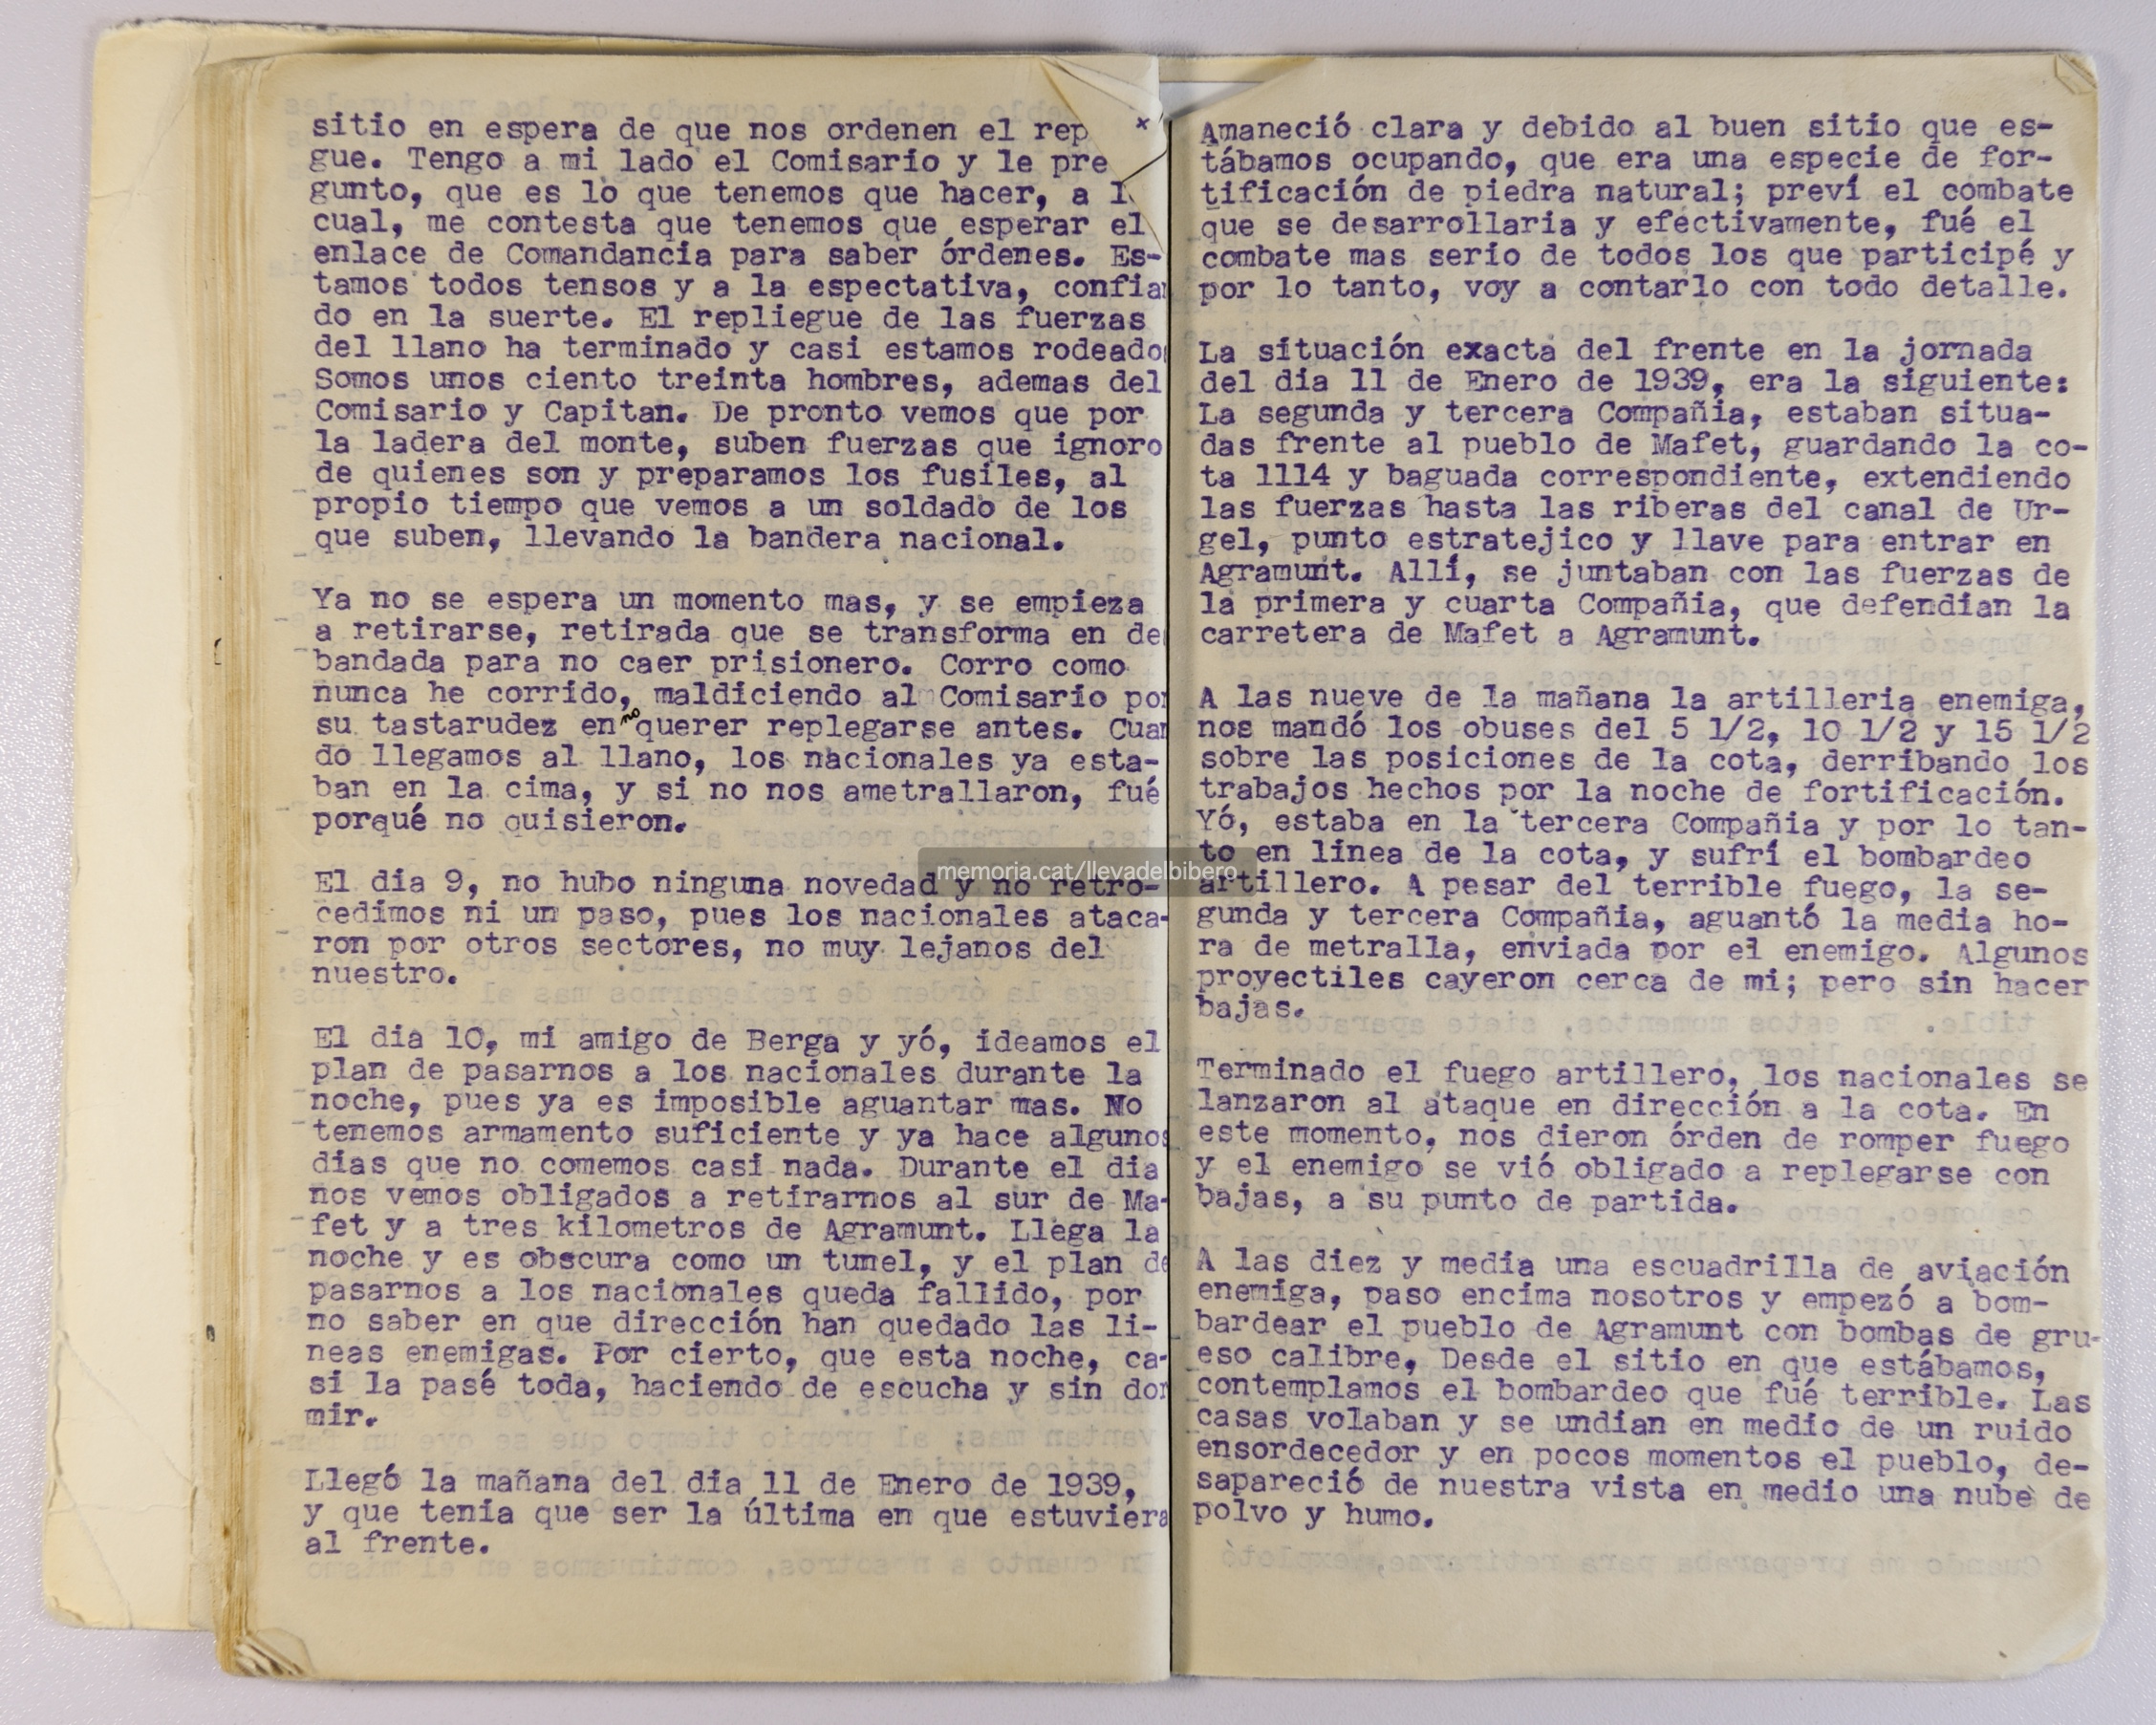 sitio en espera de que nos ordenen el rep
gue. Tengo a mi lado el Comisario y le pre
gunto, que es lo que tenemos que hacer, a l
cual, me contesta que tenemos que esperar el
enlace de Comandancia para saber órdenes. Es-
tamos todos tensos y a la espectativa, confia
do en la suerte. El repliegue de las fuerzas
del llano ha terminado y casi estamos rodeado
Somos unos ciento treinta hombres, ademas del
Comisario y Capitan. De pronto vemos que por
la ladera del monte, suben fuerzas que ignoro
de quienes son y preparamos los fusiles, al
propio tiempo que vemos a un soldado de los
que suben, llevando la bandera nacional.
Ya no se espera un momento mas, y se empieza
a retirarse, retirada que se transforma en de
bandada para no caer prisionero. Corro como
nunca he corrido, maldiciendo al Comisario por
su tastarudez en no querer replegarse antes. Cuan
do llegamos al llano, los nacionales ya esta-
ban en la cima, y si no nos ametrallaron, fué
porqué no quisieron.
El dia 9, no hubo ninguna novedad y no retro-
cedimos ni un paso, pues los nacionales ataca-
ron por otros sectores, no muy lejanos del
nuestro.
El dia 10, mi amigo de Berga y yó, ideamos el
plan de pasarnos a los nacionales durante la
noche, pues ya es imposible aguantar mas. No
tenemos armamento suficiente y ya hace algunos
dias que no comemos casi nada. Durante el dia
nos vemos obligados a retirarnos al sur de Ma-
fet y a tres kilometros de Agramunt. Llega la
noche y es obscura como un tunel, y el plan de
pasarnos a los nacionales queda fallido, por
no saber en que dirección han quedado las li-
neas enemigas. Por cierto, que esta noche, ca-
si la pasé toda, haciendo de escucha y sin dor
mir.
Llegó la mañana del dia 11 de Enero de 1939,
y que tenia que ser la última en que estuviera
al frente.
Amaneció clara y debido al buen sitio que es-
tábamos ocupando, que era una especie de for-
tificación de piedra natural; preví el combate
que se desarrollaria y efectivamente, fué el
combate mas serio de todos los que participé y
por lo tanto, voy a contarlo con todo detalle.
La situación exacta del frente en la jornada
del dia 11 de Enero de 1939, era la siguiente:
La segunda y tercera Compañia, estaban situa-
das frente al pueblo de Mafet, guardando la co-
ta 1114 y baguada correspondiente, extendiendo
las fuerzas hasta las riberas del canal de Ur-
gel, punto estratejico y llave para entrar en
Agramunt. Allí, se juntaban con las fuerzas de
la primera y cuarta Compañia, que defendian la
carretera de Mafet a Agramunt.
A las nueve de la mañana la artilleria enemiga,
nos mandó los obuses del 5 1/2, 10 1/2 y 15 1/2
sobre las posiciones de la cota, derribando los
trabajos hechos por la noche de fortificación.
Yó, estaba en la tercera Compañia y por lo tan-
to en linea de la cota, y sufrí el bombardeo
artillero. A pesar del terrible fuego, la se-
gunda y tercera Compañia, aguantó la media ho-
ra de metralla, enviada por el enemigo. Algunos
proyectiles cayeron cerca de mi; pero sin hacer
bajas.
Terminado el fuego artillero, los nacionales se
lanzaron al ataque en dirección a la cota. En
este momento, nos dieron órden de romper fuego
y el enemigo se vió obligado a replegarse con
bajas, a su punto de partida.
A las diez y media una escuadrilla de aviación
enemiga, paso encima nosotros y empezó a bom-
bardear el pueblo de Agramunt con bombas de gru-
eso calibre, Desde el sitio en que estábamos,
contemplamos el bombardeo que fué terrible. Las
casas volaban y se undian en medio de un ruido
ensordecedor y en pocos momentos el pueblo, de-
sapareció de nuestra vista en medio una nube de
polvo y humo.
memoria.cat/llevadelbibero